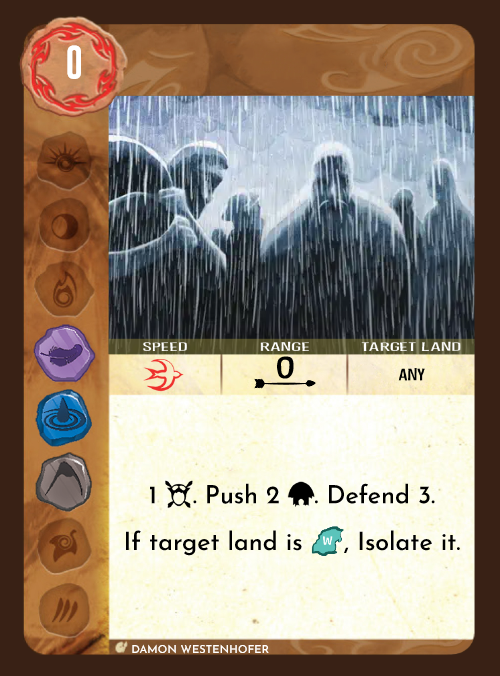 0
SPEED RANGE TARGET LAND
0 ANY
1 . Push 2 . Defend 3.
If target land is W, Isolate it.
DAMON WESTENHOFER